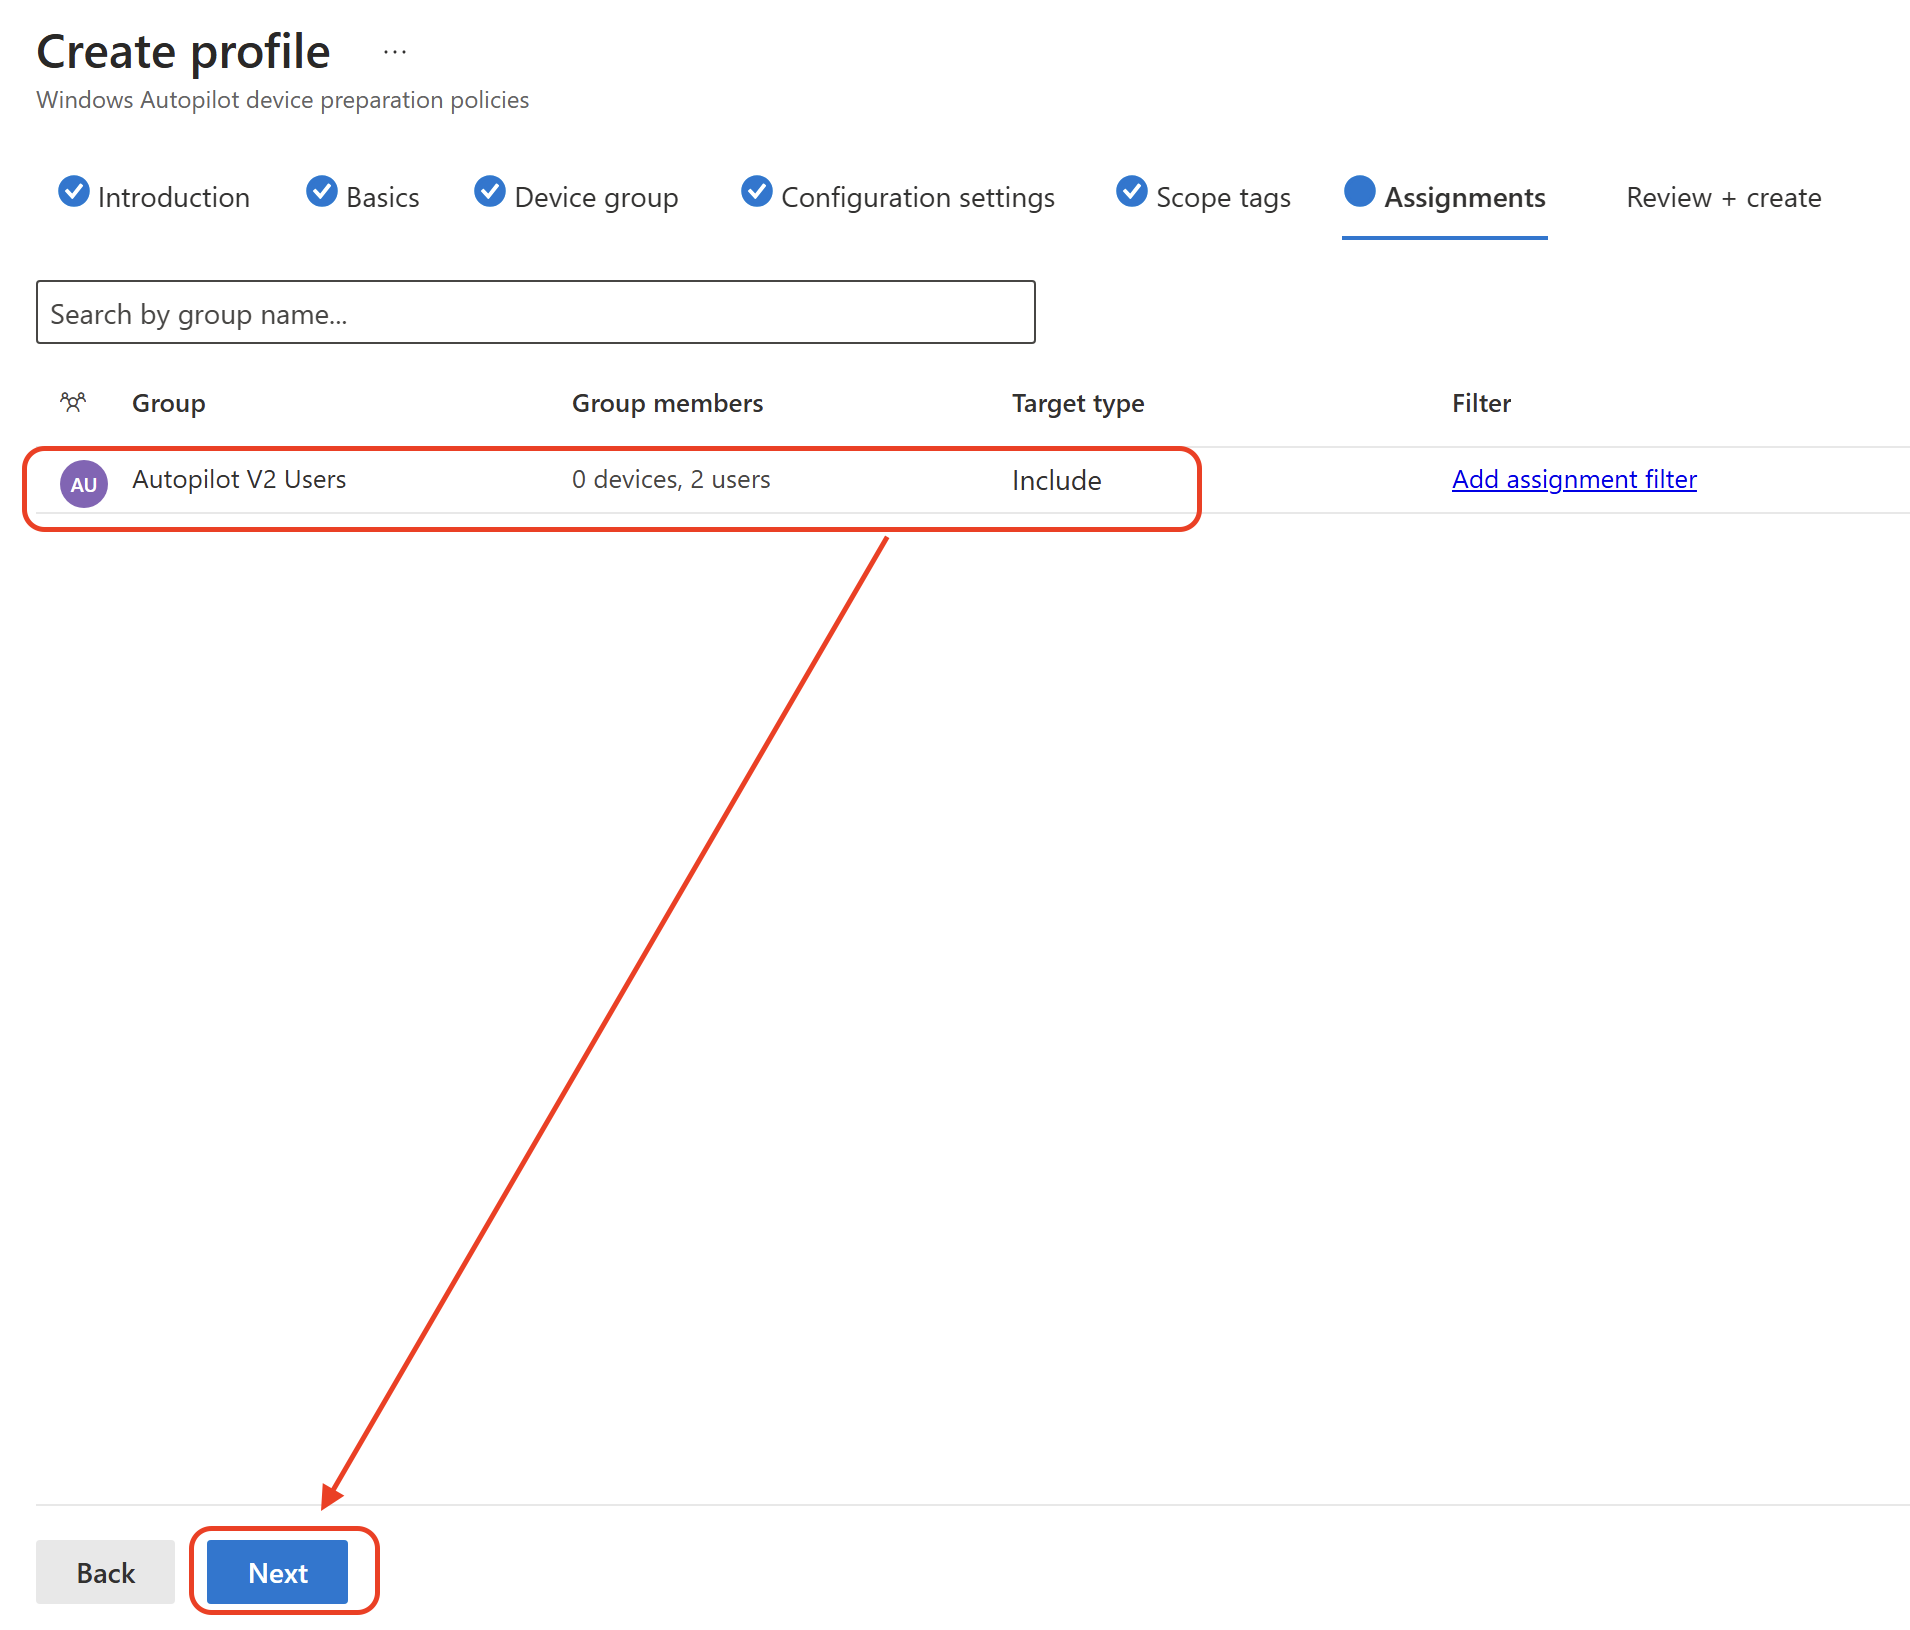 Create profile ...
Windows Autopilot device preparation policies
Introduction Basics Device group Configuration settings Scope tags Assignments Review + create
Search by group name...
Group Group members Target type Filter
AU Autopilot V2 Users 0 devices, 2 users Include Add assignment filter
Back Next